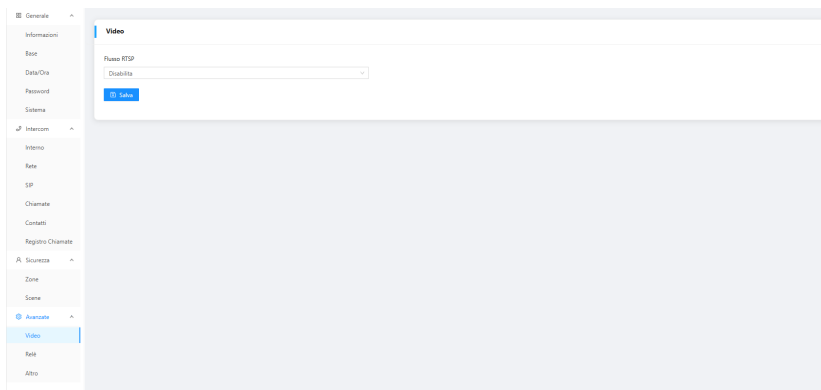 Generale
Informazioni
Base
Data/Ora
Password
Sistema
Intercom
Interno
Rete
SIP
Chiamate
Contatti
Registro Chiamate
Sicurezza
Zone
Scene
Avanzate
Video
Relè
Altro
Video
Flusso RTSP
Disabilita
Salva